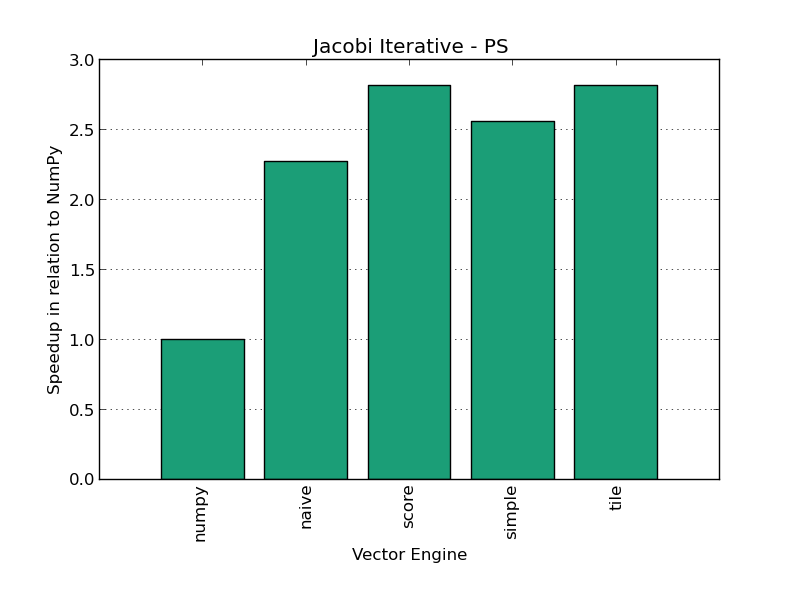 Jacobi Iterative - PS
Speedup in relation to NumPy
3.0
2.5
2.0
1.5
1.0
0.5
0.0
numpy
naive
score
simple
tile
Vector Engine